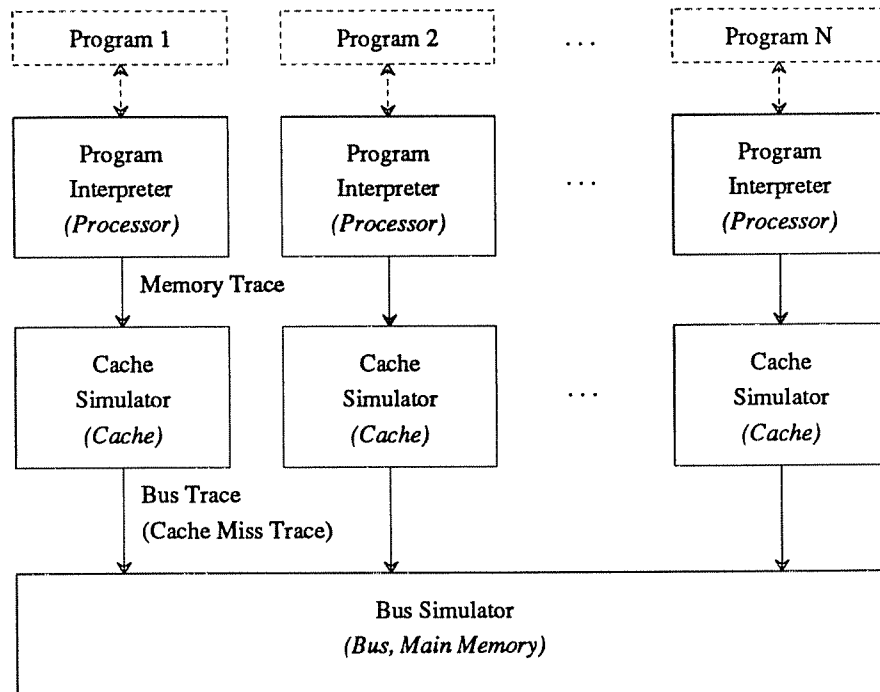 Program 1
Program 2
. . .
Program N
Program
Interpreter
(Processor)
Program
Interpreter
(Processor)
. . .
Program
Interpreter
(Processor)
Memory Trace
Cache
Simulator
(Cache)
Cache
Simulator
(Cache)
. . .
Cache
Simulator
(Cache)
Bus Trace
(Cache Miss Trace)
Bus Simulator
(Bus, Main Memory)